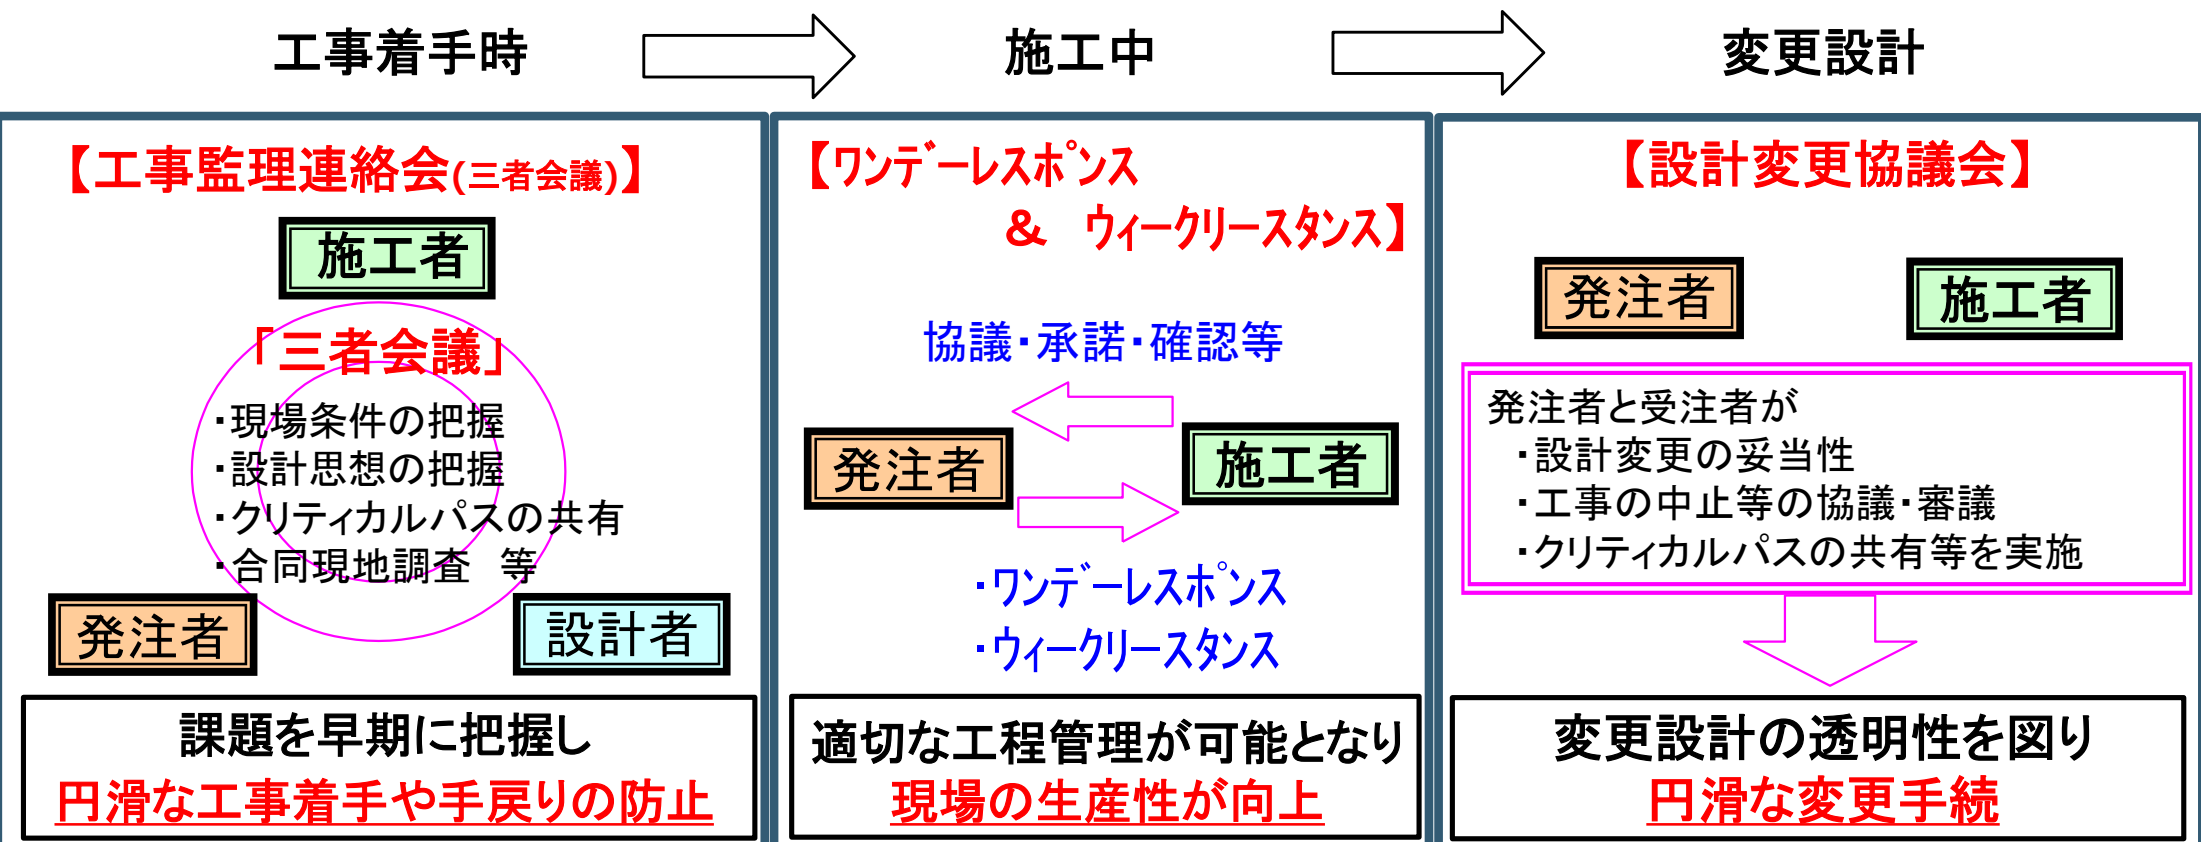 工事着手時
施工中
変更設計
【工事監理連絡会(三者会議)】
施工者
「三者会議」
・現場条件の把握
・設計思想の把握
・クリティカルパスの共有
・合同現地調査　等
発注者
設計者
課題を早期に把握し
円滑な工事着手や手戻りの防止
【ﾜﾝﾃﾞｰﾚｽﾎﾟﾝｽ
＆　ｳｨｰｸﾘｰｽﾀﾝｽ】
協議・承諾・確認等
発注者
施工者
・ﾜﾝﾃﾞｰﾚｽﾎﾟﾝｽ
・ｳｨｰｸﾘｰｽﾀﾝｽ
適切な工程管理が可能となり
現場の生産性が向上
【設計変更協議会】
発注者
施工者
発注者と受注者が
・設計変更の妥当性
・工事の中止等の協議・審議
・クリティカルパスの共有等を実施
変更設計の透明性を図り
円滑な変更手続